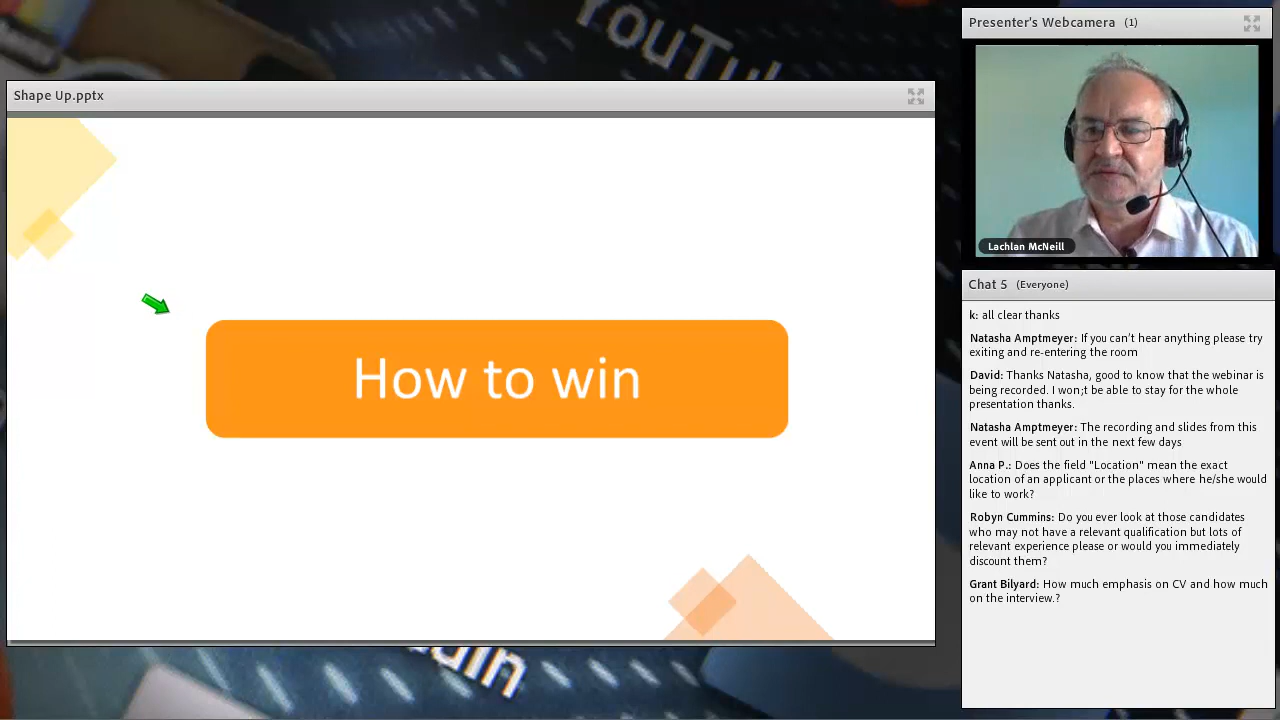 YouTu
Presenter's Webcamera (1)
Shape Up.pptx
Lachlan McNeill
How to win
Chat 5 (Everyone)
k: all clear thanks
Natasha Amptmeyer: If you can't hear anything please try
exiting and re-entering the room
David: Thanks Natasha, good to know that the webinar is
being recorded. I won;t be able to stay for the whole
presentation thanks.
Natasha Amptmeyer: The recording and slides from this
event will be sent out in the next few days
Anna P.: Does the field "Location" mean the exact
location of an applicant or the places where he/she would
like to work?
Robyn Cummins: Do you ever look at those candidates
who may not have a relevant qualification but lots of
relevant experience please or would you immediately
discount them?
Grant Bilyard: How much emphasis on CV and how much
on the interview.?